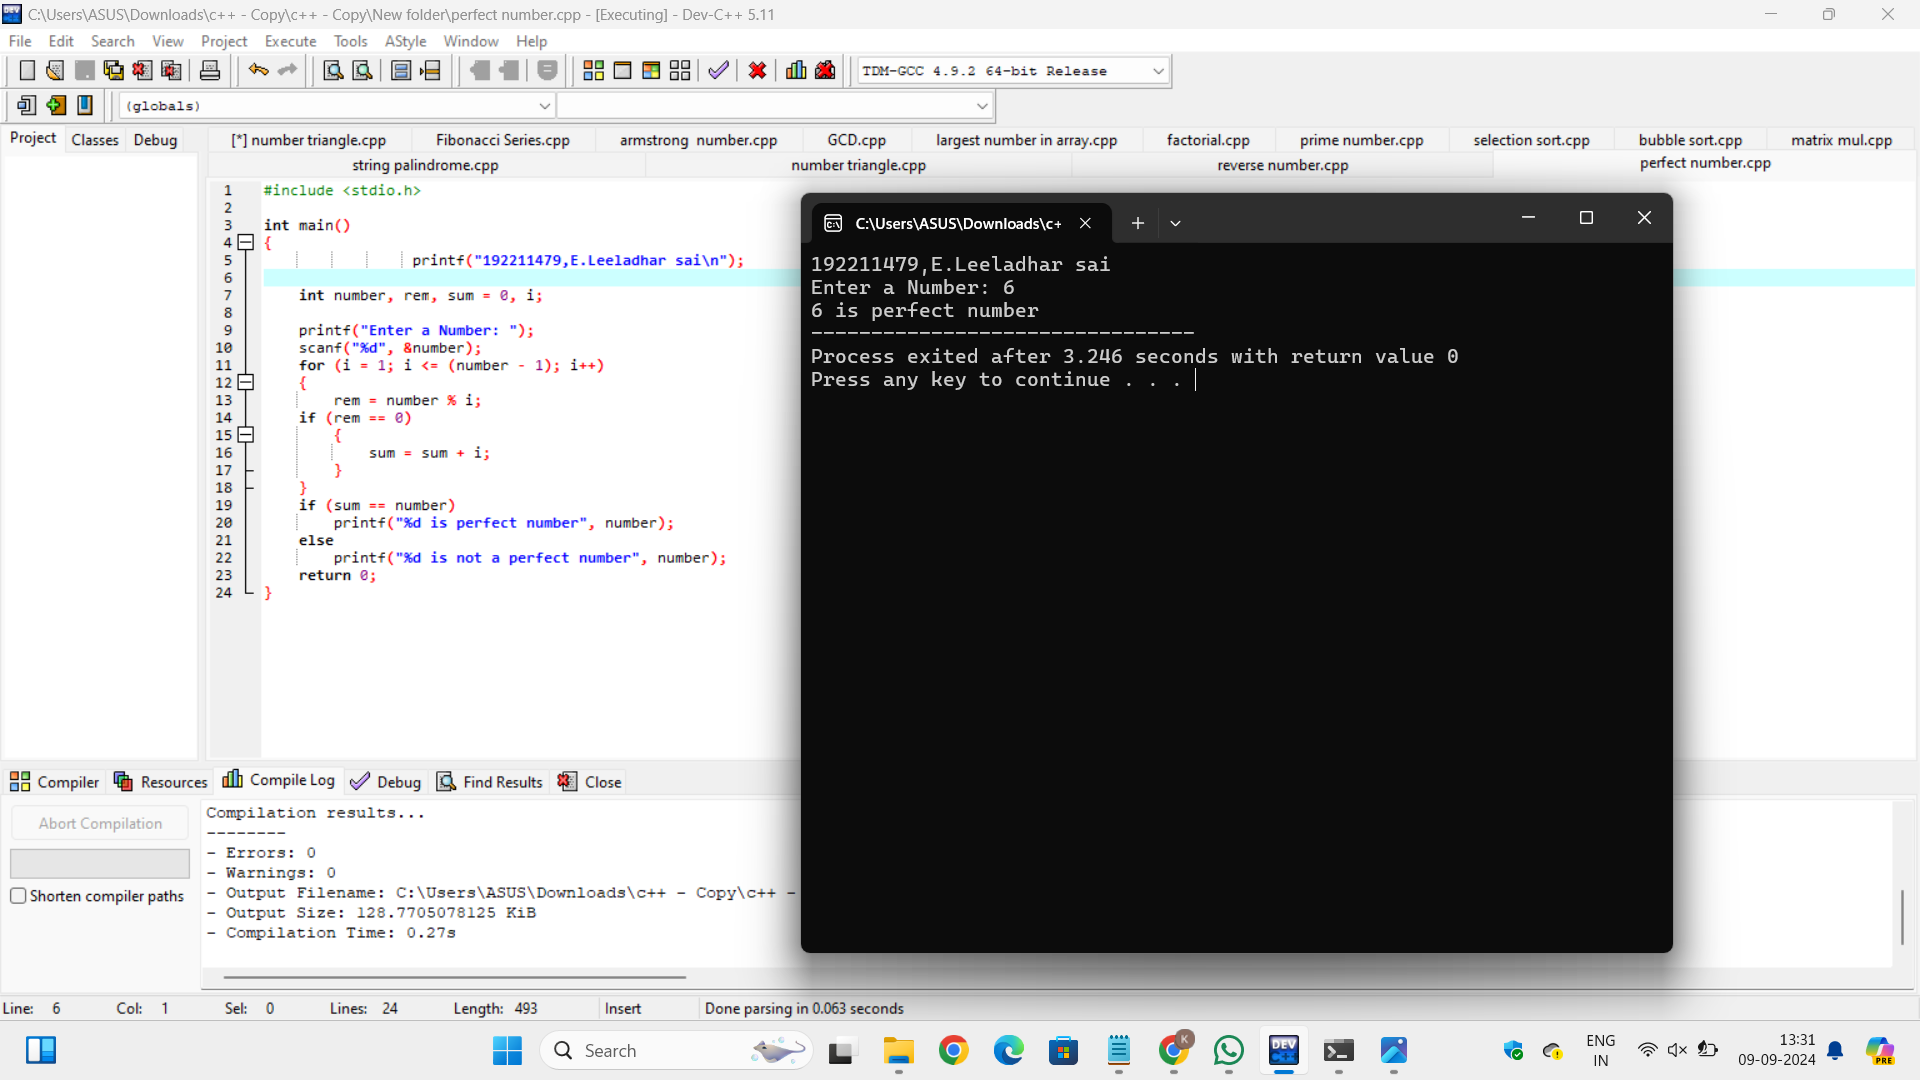 C:\Users\ASUS\Downloads\c++ - Copy\c++ - Copy\New folder\perfect number.cpp - [Executing] - Dev-C++ 5.11
File Edit Search View Project Execute Tools AStyle Window Help
TDM-GCC 4.9.2 64-bit Release
(globals)
Project Classes Debug
[*] number triangle.cpp Fibonacci Series.cpp armstrong number.cpp GCD.cpp largest number in array.cpp factorial.cpp prime number.cpp selection sort.cpp bubble sort.cpp matrix mul.cpp
string palindrome.cpp number triangle.cpp reverse number.cpp perfect number.cpp
1 #include <stdio.h>
2
3 int main()
4 {
5 printf("192211479,E.Leeladhar sai\n");
6
7 int number, rem, sum = 0, i;
8
9 printf("Enter a Number: ");
10 scanf("%d", &number);
11 for (i = 1; i <= (number - 1); i++)
12 {
13 rem = number % i;
14 if (rem == 0)
15 {
16 sum = sum + i;
17 }
18 }
19 if (sum == number)
20 printf("%d is perfect number", number);
21 else
22 printf("%d is not a perfect number", number);
23 return 0;
24 }
C:\Users\ASUS\Downloads\c+
192211479,E.Leeladhar sai
Enter a Number: 6
6 is perfect number
--------------------------------
Process exited after 3.246 seconds with return value 0
Press any key to continue . . .
Compiler Resources Compile Log Debug Find Results Close
Abort Compilation
Shorten compiler paths
Compilation results...
--------
- Errors: 0
- Warnings: 0
- Output Filename: C:\Users\ASUS\Downloads\c++ - Copy\c++ -
- Output Size: 128.7705078125 KiB
- Compilation Time: 0.27s
Line: 6 Col: 1 Sel: 0 Lines: 24 Length: 493 Insert Done parsing in 0.063 seconds
Search
DEV
C++
K
ENG
IN
13:31
09-09-2024
PRE